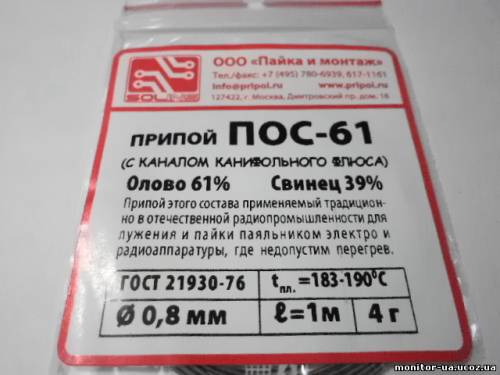 ООО «Пайка и монтаж»
Тел./факс: +7 (495) 780-6939, 617-1161
info@pripoi.ru www.pripoi.ru
127422, г. Москва, Дмитровский пр. дом. 16
ПРИПОЙ ПОС-61
(С КАНАЛОМ КАНИФОЛЬНОГО ФЛЮСА)
Олово 61% Свинец 39%
Припой этого состава применяемый традицион-
но в отечественной радиопромышленности для
лужения и пайки паяльником электро и
радиоаппаратуры, где недопустим перегрев.
ГОСТ 21930-76 tпл.=183-190°С
Ø 0,8 мм ℓ=1м 4 г
monitor-ua.ucoz.ua